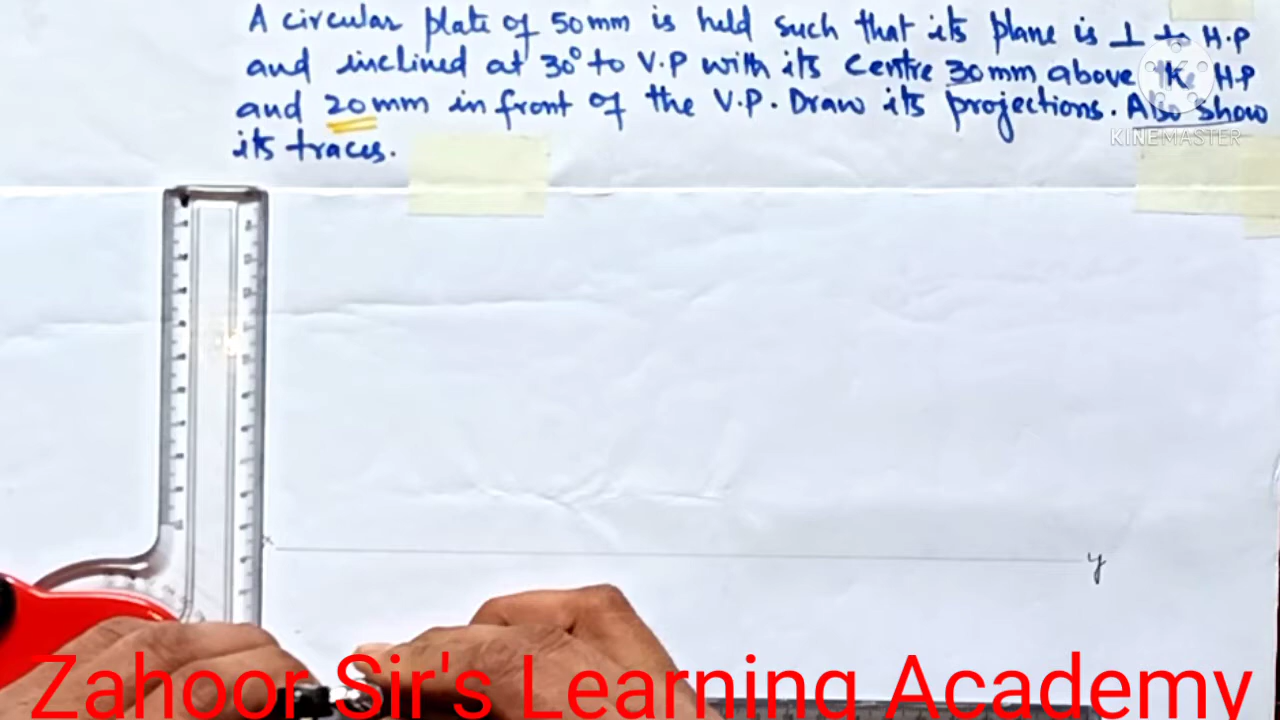 A circular plate of 50mm is held such that its plane is ⊥ to H.P
and inclined at 30° to V.P with its centre 30mm above H.P
and 20mm in front of the V.P. Draw its projections. Also show
its traces.
KINEMASTER
x
y
Zahoor Sir's Learning Academy